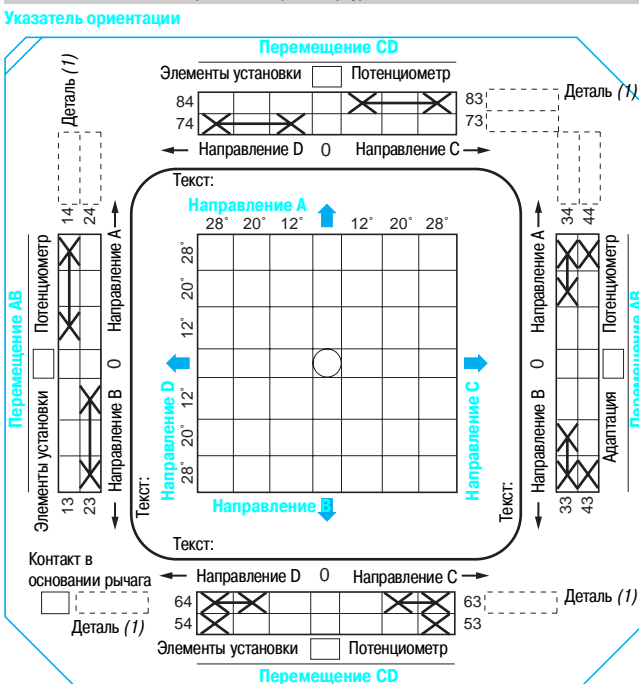 Указатель ориентации
Перемещение CD
Элементы установки Потенциометр
84 83
74 73
Деталь (1)
Направление D 0 Направление C
Деталь (1)
14 24
Перемещение AB
Элементы установки Потенциометр
Направление B 0 Направление A
13 23
Текст:
Направление A
28° 20° 12° 12° 20° 28°
28°
20°
12°
12°
20°
28°
Направление D
Направление C
Направление B
Текст:
Текст:
Текст:
34 44
Направление B 0 Направление A
Адаптация Потенциометр
Перемещение AB
33 43
Контакт в
основании рычага
Деталь (1)
Направление D 0 Направление C
64 63
54 53
Деталь (1)
Элементы установки Потенциометр
Перемещение CD